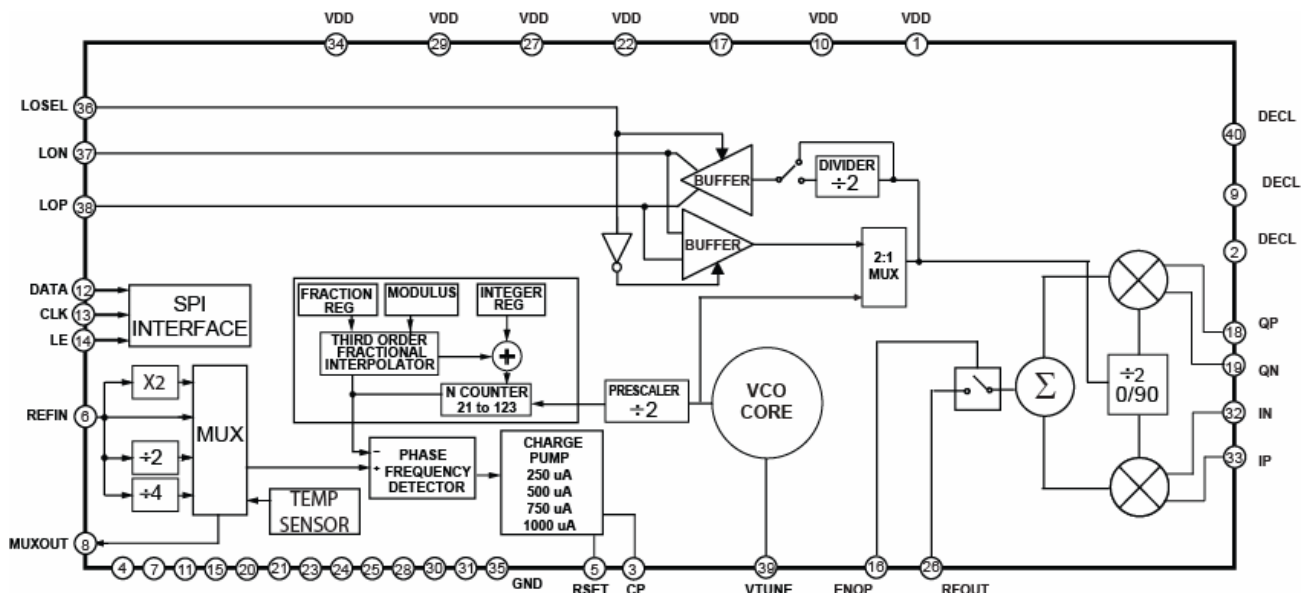 VDD VDD VDD VDD VDD VDD VDD
34 29 27 22 17 10 1
LOSEL 36
LON 37
LOP 38
DECL
40
DECL
9
DECL
2
BUFFER
DIVIDER
÷2
BUFFER
2:1
MUX
DATA 12
CLK 13
LE 14
SPI
INTERFACE
FRACTION
REG
MODULUS
INTEGER
REG
THIRD ORDER
FRACTIONAL
INTERPOLATOR
+
N COUNTER
21 to 123
PRESCALER
÷2
VCO
CORE
Σ
÷2
0/90
18 QP
19 QN
32 IN
33 IP
REFIN 6
X2
÷2
÷4
MUX
TEMP
SENSOR
− +
PHASE
FREQUENCY
DETECTOR
CHARGE
PUMP
250 uA
500 uA
750 uA
1000 uA
MUXOUT 8
4 7 11 15 20 21 23 24 25 28 30 31 35
GND
5 3 39 16 26
RSET CP VTUNE ENOP RFOUT